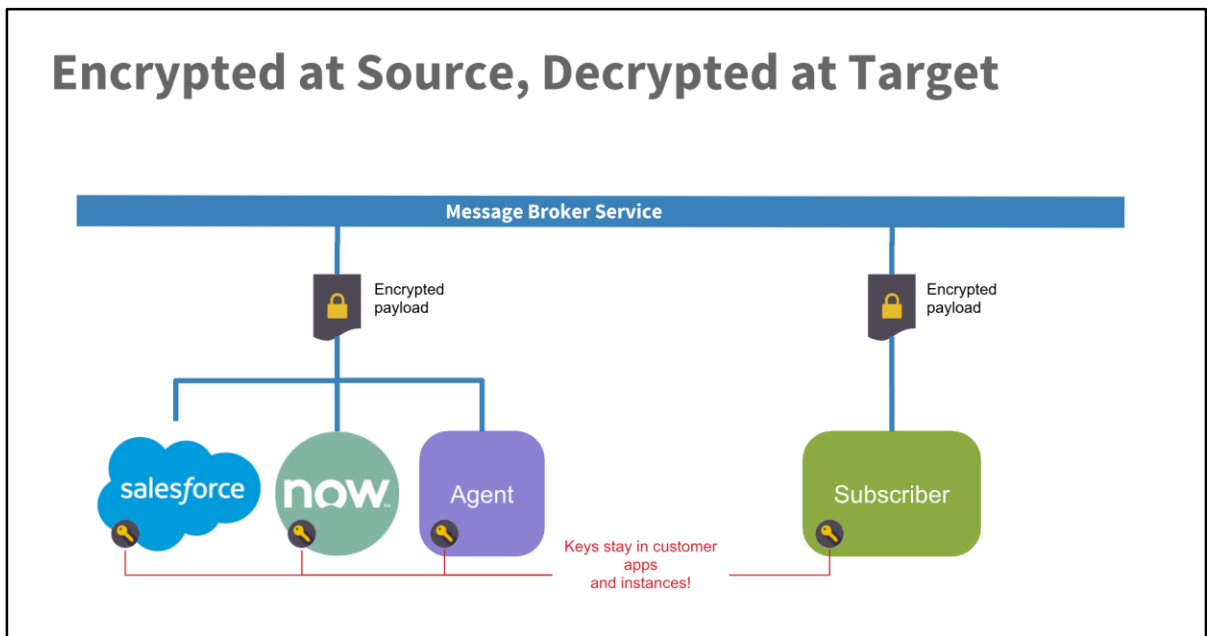 Encrypted at Source, Decrypted at Target
Message Broker Service
Encrypted
payload
Encrypted
payload
salesforce
now
Agent
Subscriber
Keys stay in customer
apps
and instances!